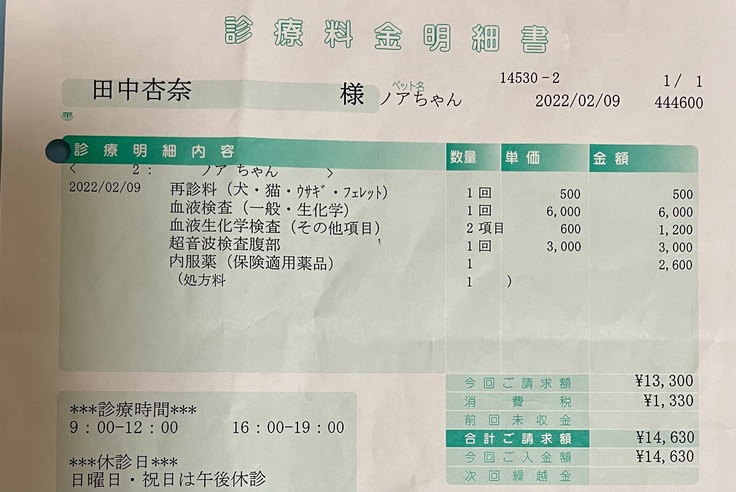 診療料金明細書
14530-2 1/ 1
田中杏奈 様 ペット名 ノアちゃん 2022/02/09 444600
診療明細内容 数量 単価 金額
< 2: ノア ちゃん >
2022/02/09 再診料(犬・猫・ウサギ・フェレット) 1 回 500 500
血液検査(一般・生化学) 1 回 6,000 6,000
血液生化学検査(その他項目) 2 項目 600 1,200
超音波検査腹部 1 回 3,000 3,000
内服薬(保険適用薬品) 1 2,600
(処方料 1 )
今回ご請求額 ¥13,300
消費税 ¥1,330
前回未収金
合計ご請求額 ¥14,630
今回ご入金額 ¥14,630
次回繰越金
***診療時間***
9:00-12:00 16:00-19:00
***休診日***
日曜日・祝日は午後休診